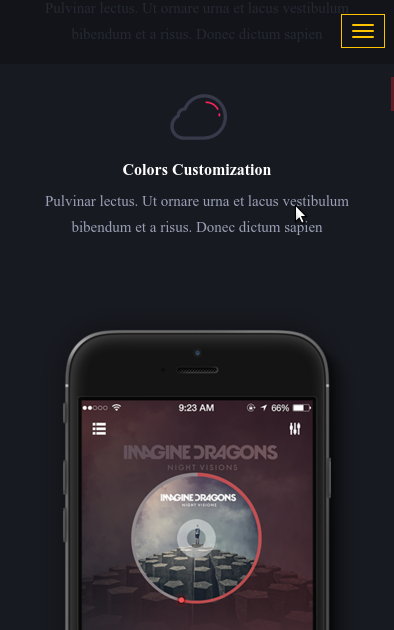 Pulvinar lectus. Ut ornare urna et lacus vestibulum
bibendum et a risus. Donec dictum sapien
Colors Customization
Pulvinar lectus. Ut ornare urna et lacus vestibulum
bibendum et a risus. Donec dictum sapien
9:23 AM
66%
IMAGINE DRAGONS
NIGHT VISIONS
IMAGINE DRAGONS
NIGHT VISIONS